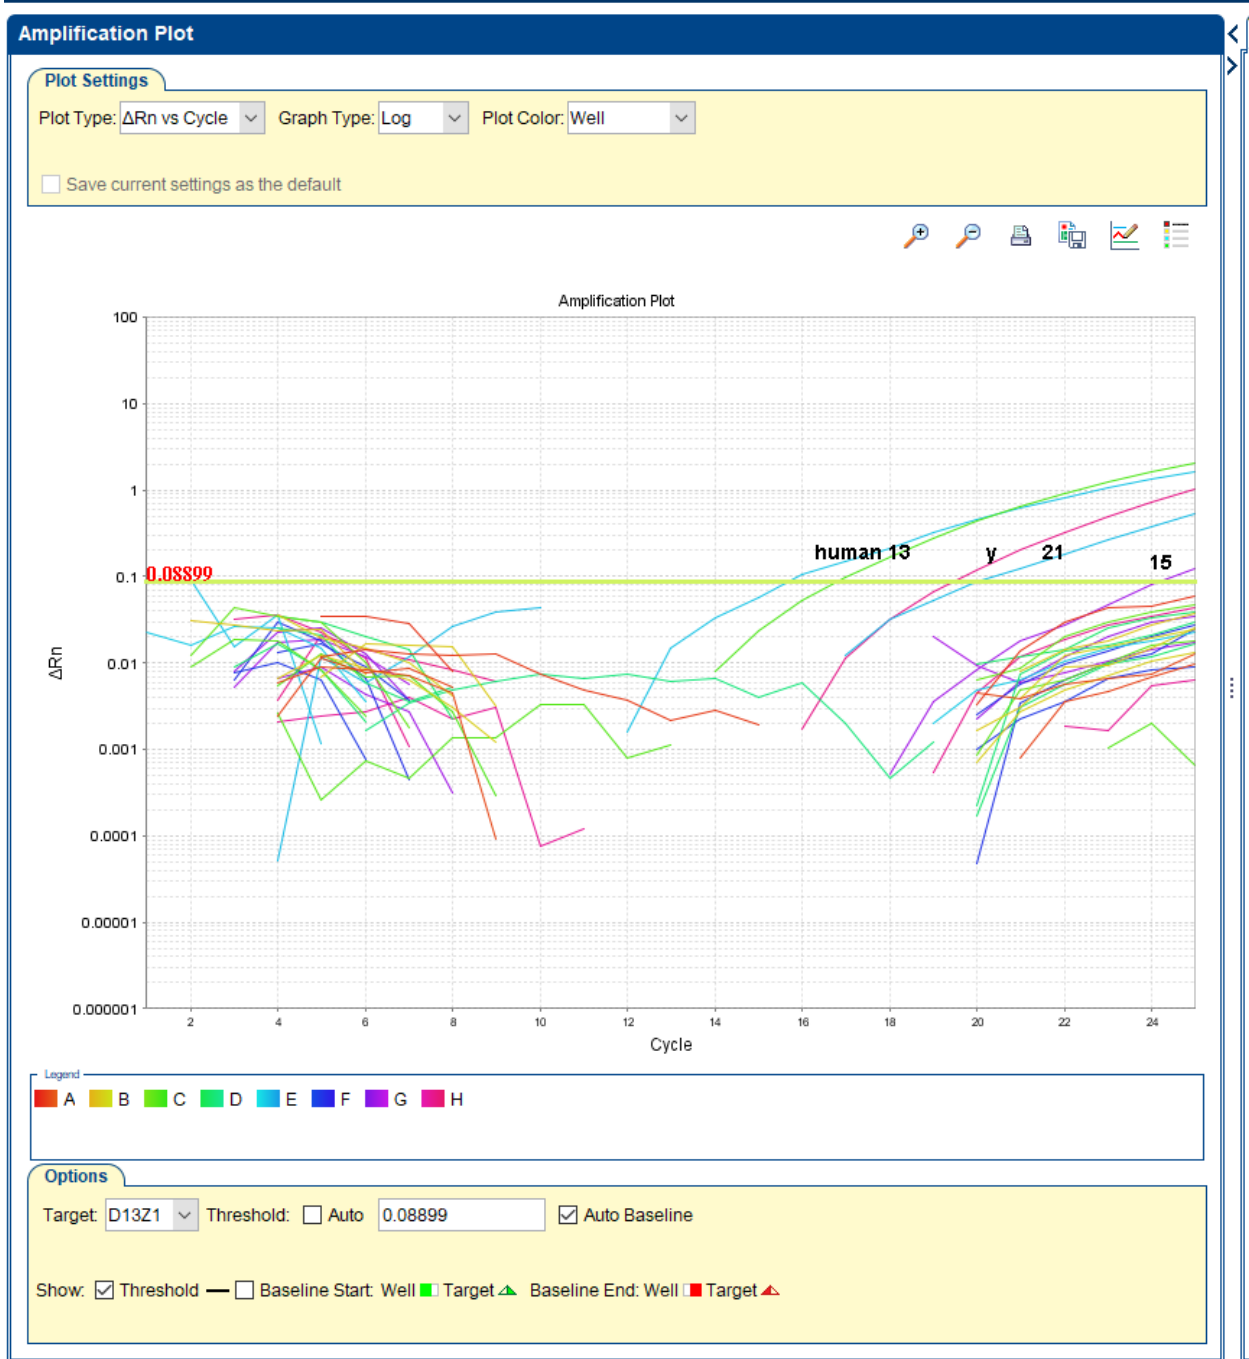 Amplification Plot
Plot Settings
Plot Type: ΔRn vs Cycle Graph Type: Log Plot Color: Well
Save current settings as the default
Amplification Plot
100
10
1
0.1
0.01
0.001
0.0001
0.00001
0.000001
ΔRn
0.08899
human 13 y 21 15
2 4 6 8 10 12 14 16 18 20 22 24
Cycle
Legend
A B C D E F G H
Options
Target: D13Z1 Threshold: Auto 0.08899 Auto Baseline
Show: Threshold Baseline Start: Well Target Baseline End: Well Target